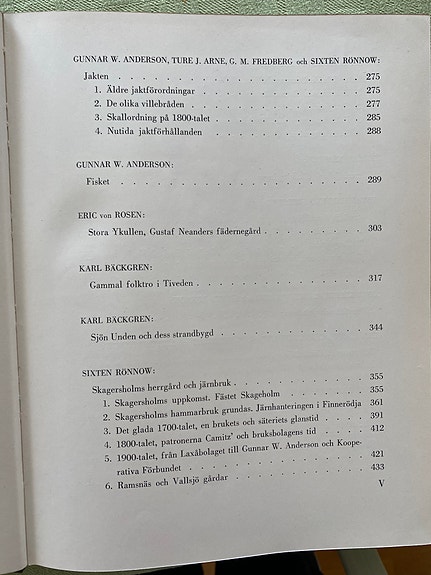 GUNNAR W. ANDERSON, TURE J. ARNE, G. M. FREDBERG och SIXTEN RÖNNOW:
Jakten . . . . . . . . . . . . . . . . . . . . 275
1. Äldre jaktförordningar . . . . . . . . . . . . . 275
2. De olika villebråden . . . . . . . . . . . . . 277
3. Skallordning på 1800-talet . . . . . . . . . . . 285
4. Nutida jaktförhållanden . . . . . . . . . . . . 288
GUNNAR W. ANDERSON:
Fisket . . . . . . . . . . . . . . . . . . . 289
ERIC von ROSEN:
Stora Ykullen, Gustaf Neanders fädernegård . . . . . . . 303
KARL BÄCKGREN:
Gammal folktro i Tiveden . . . . . . . . . . . . . 317
KARL BÄCKGREN:
Sjön Unden och dess strandbygd . . . . . . . . . . . 344
SIXTEN RÖNNOW:
Skagersholms herrgård och järnbruk . . . . . . . . . . 355
1. Skagersholms uppkomst. Fästet Skageholm . . . . . . . 355
2. Skagersholms hammarbruk grundas. Järnhanteringen i Finnerödja 361
3. Det glada 1700-talet, en brukets och säteriets glanstid . . . . 391
4. 1800-talet, patronerna Camitz' och bruksbolagens tid . . . . 412
5. 1900-talet, från Laxåbolaget till Gunnar W. Anderson och Koope-
rativa Förbundet . . . . . . . . . . . . . . 421
6. Ramsnäs och Vallsjö gårdar . . . . . . . . . . . 433
V